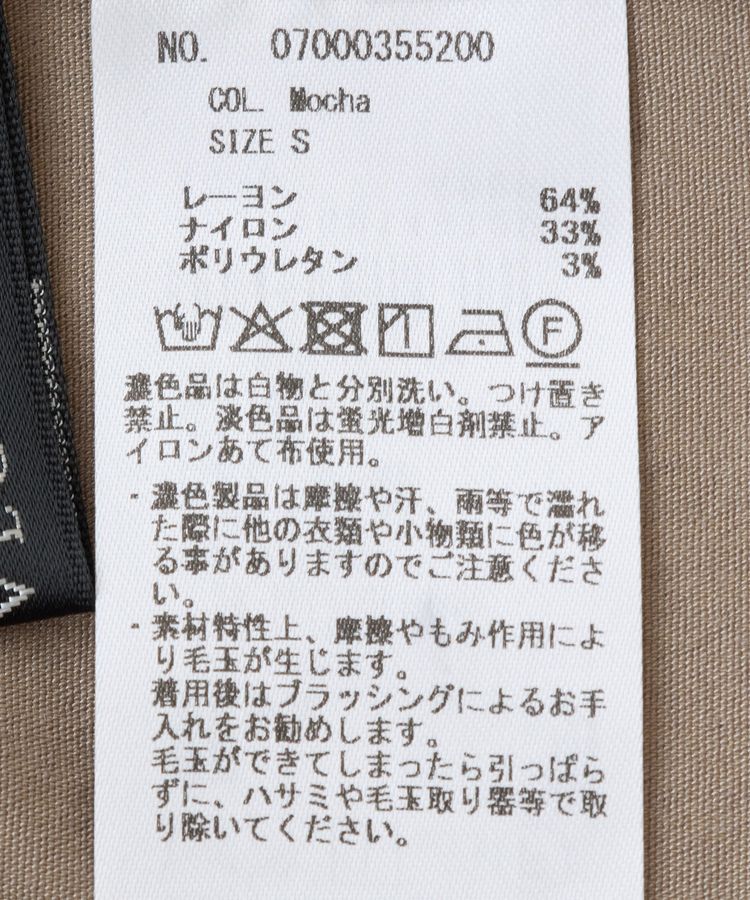 NO. 07000355200
COL. Mocha
SIZE S
レーヨン 64%
ナイロン 33%
ポリウレタン 3%
F
濃色品は白物と分別洗い。つけ置き
禁止。淡色品は蛍光増白剤禁止。ア
イロンあて布使用。
・濃色製品は摩擦や汗、雨等で濡れ
た際に他の衣類や小物類に色が移
る事がありますのでご注意くださ
い。
・素材特性上、摩擦やもみ作用によ
り毛玉が生じます。
着用後はブラッシングによるお手
入れをお勧めします。
毛玉ができてしまったら引っぱら
ずに、ハサミや毛玉取り器等で取
り除いてください。